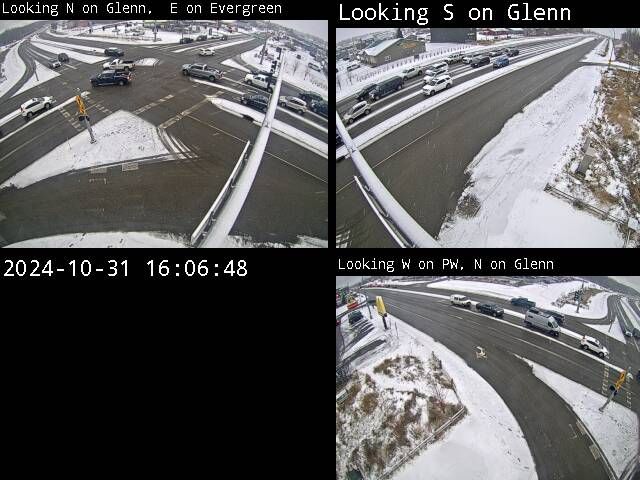 Looking N on Glenn,  E on Evergreen
Looking S on Glenn
2024-10-31 16:06:48
Looking W on PW, N on Glenn